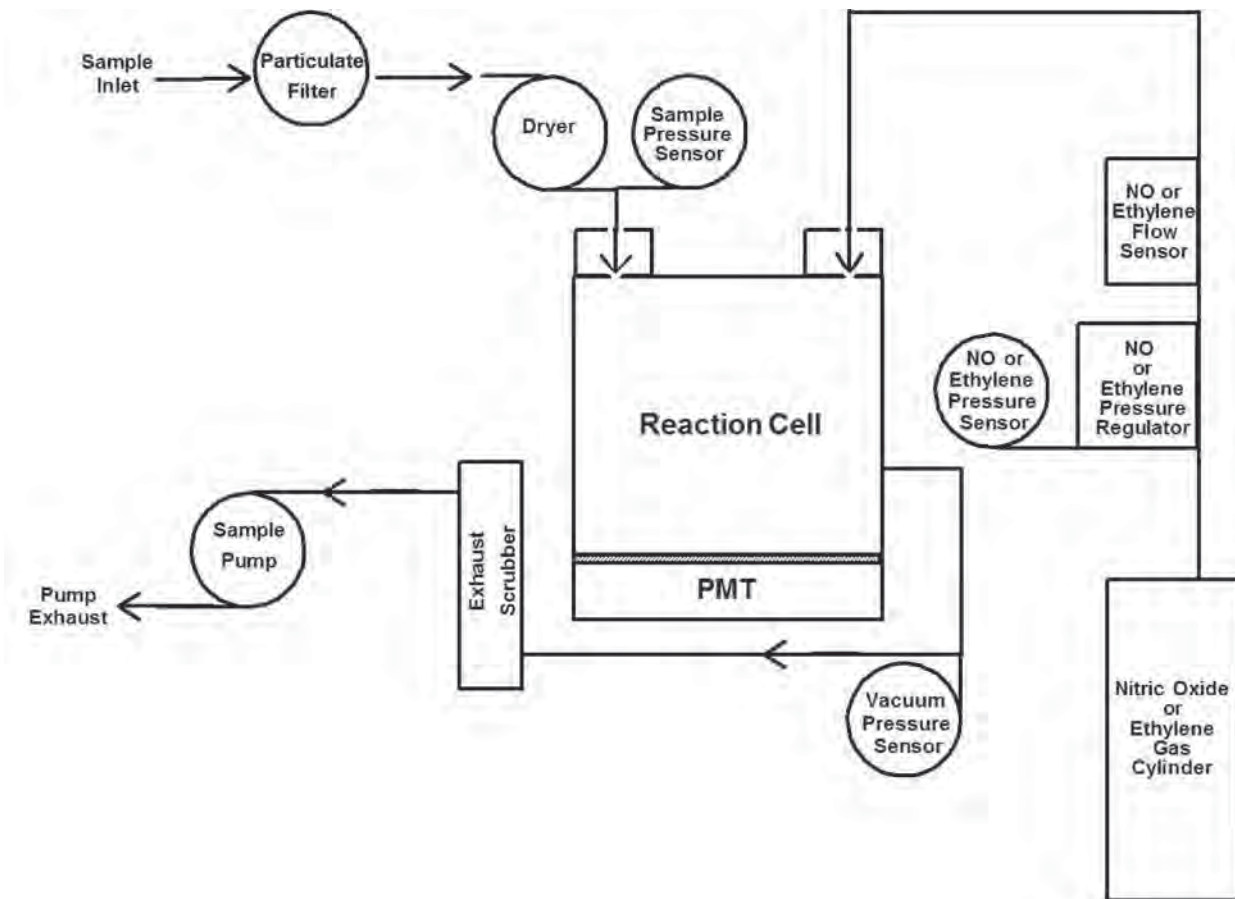 Sample
Inlet
Particulate
Filter
Dryer
Sample
Pressure
Sensor
NO or
Ethylene
Flow
Sensor
NO or
Ethylene
Pressure
Sensor
NO
or
Ethylene
Pressure
Regulator
Reaction Cell
PMT
Exhaust
Scrubber
Sample
Pump
Pump
Exhaust
Vacuum
Pressure
Sensor
Nitric Oxide
or
Ethylene
Gas
Cylinder